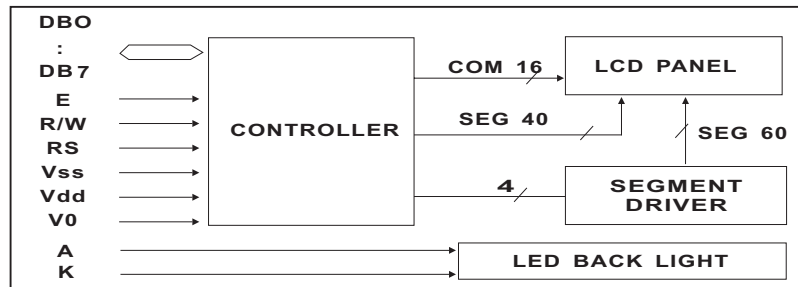 DBO
:
DB7
E
R/W
RS
Vss
Vdd
V0
A
K
CONTROLLER
COM 16
SEG 40
4
LCD PANEL
SEG 60
SEGMENT
DRIVER
LED BACK LIGHT